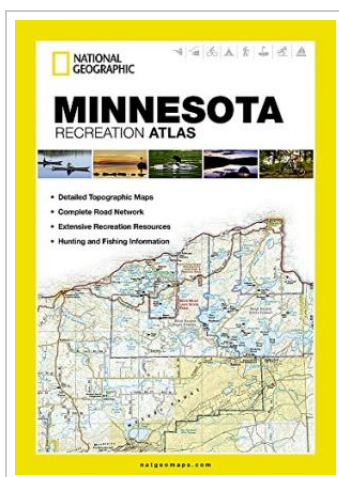 NATIONAL
GEOGRAPHIC
MINNESOTA
RECREATION ATLAS
• Detailed Topographic Maps
• Complete Road Network
• Extensive Recreation Resources
• Hunting and Fishing Information
natgeomaps.com